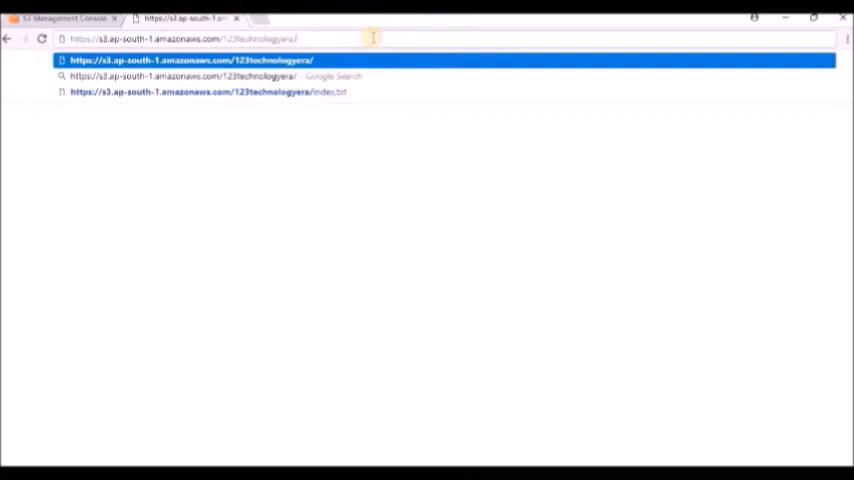 S3 Management Console https://s3.ap-south-1.am
https://s3.ap-south-1.amazonaws.com/123technologyera/
https://s3.ap-south-1.amazonaws.com/123technologyera/
https://s3.ap-south-1.amazonaws.com/123technologyera/ - Google Search
https://s3.ap-south-1.amazonaws.com/123technologyera/index.txt